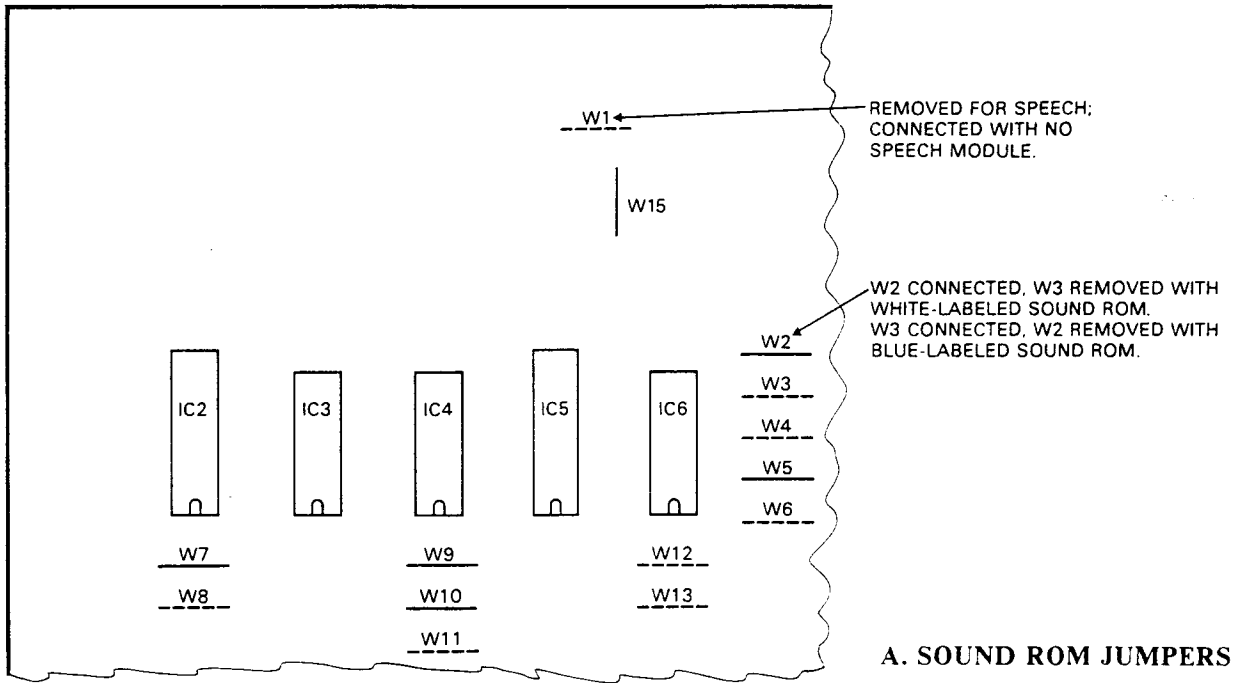 W1
REMOVED FOR SPEECH;
CONNECTED WITH NO
SPEECH MODULE.
W15
W2 CONNECTED, W3 REMOVED WITH
WHITE-LABELED SOUND ROM.
W3 CONNECTED, W2 REMOVED WITH
BLUE-LABELED SOUND ROM.
W2
W3
W4
W5
W6
IC2
IC3
IC4
IC5
IC6
W7
W9
W12
W8
W10
W13
W11
A. SOUND ROM JUMPERS